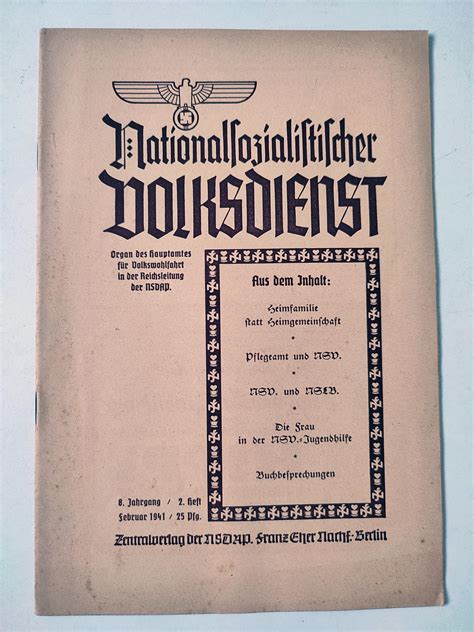 Nationalsozialistischer
VOLKSDIENST
Organ des Hauptamtes
für Volkswohlfahrt
in der Reichsleitung
der NSDAP.
Aus dem Inhalt:
Heimfamilie
statt Heimgemeinschaft
Pflegeamt und NSV.
NSV. und NSLB.
Die Frau
in der NSV.-Jugendhilfe
Buchbesprechungen
8. Jahrgang / 2. Heft
Februar 1941 / 25 Pfg.
Zentralverlag der NSDAP. Franz Eher Nachf. Berlin